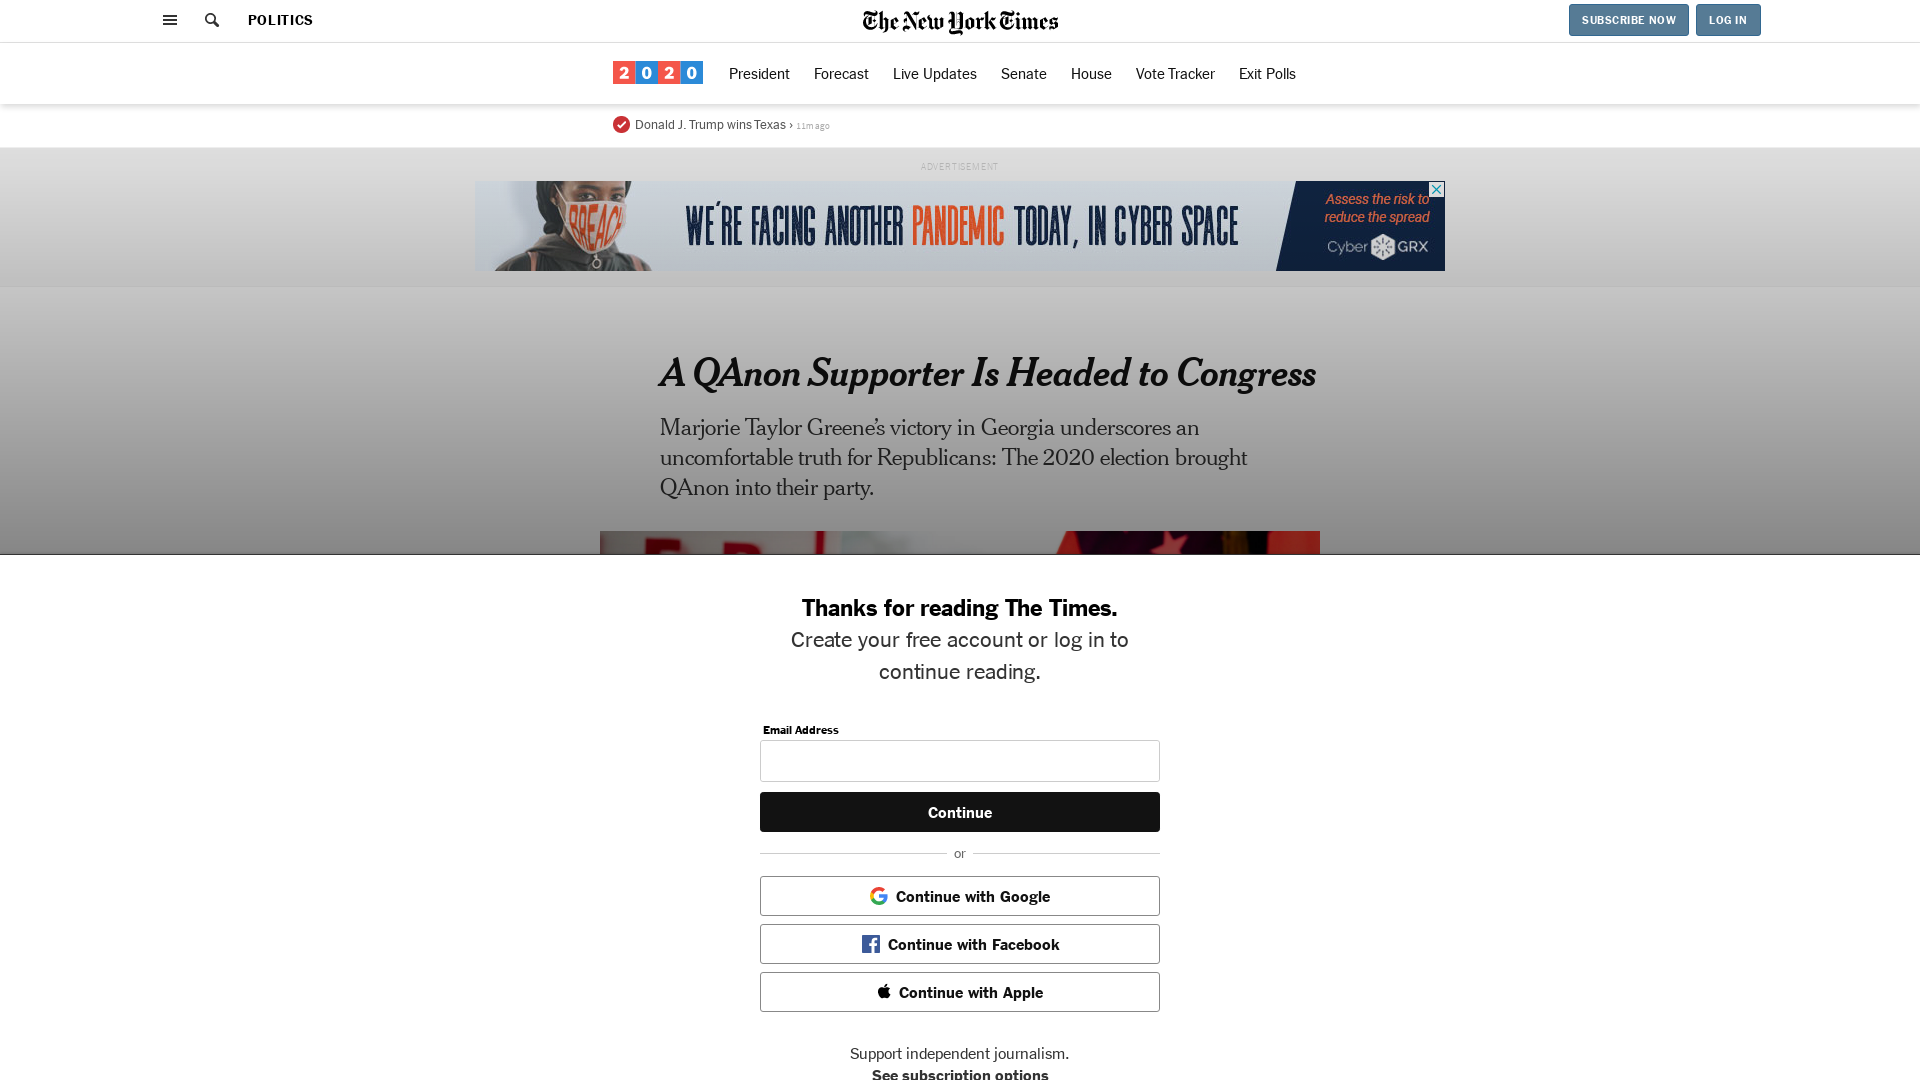 POLITICS
The New York Times
SUBSCRIBE NOW
LOG IN
2020
President
Forecast
Live Updates
Senate
House
Vote Tracker
Exit Polls
Donald J. Trump wins Texas › 11m ago
ADVERTISEMENT
BREACH
WE'RE FACING ANOTHER PANDEMIC TODAY, IN CYBER SPACE
Assess the risk to
reduce the spread
CyberGRX
A QAnon Supporter Is Headed to Congress
Marjorie Taylor Greene’s victory in Georgia underscores an
uncomfortable truth for Republicans: The 2020 election brought
QAnon into their party.
Thanks for reading The Times.
Create your free account or log in to
continue reading.
Email Address
Continue
or
Continue with Google
Continue with Facebook
Continue with Apple
Support independent journalism.
See subscription options